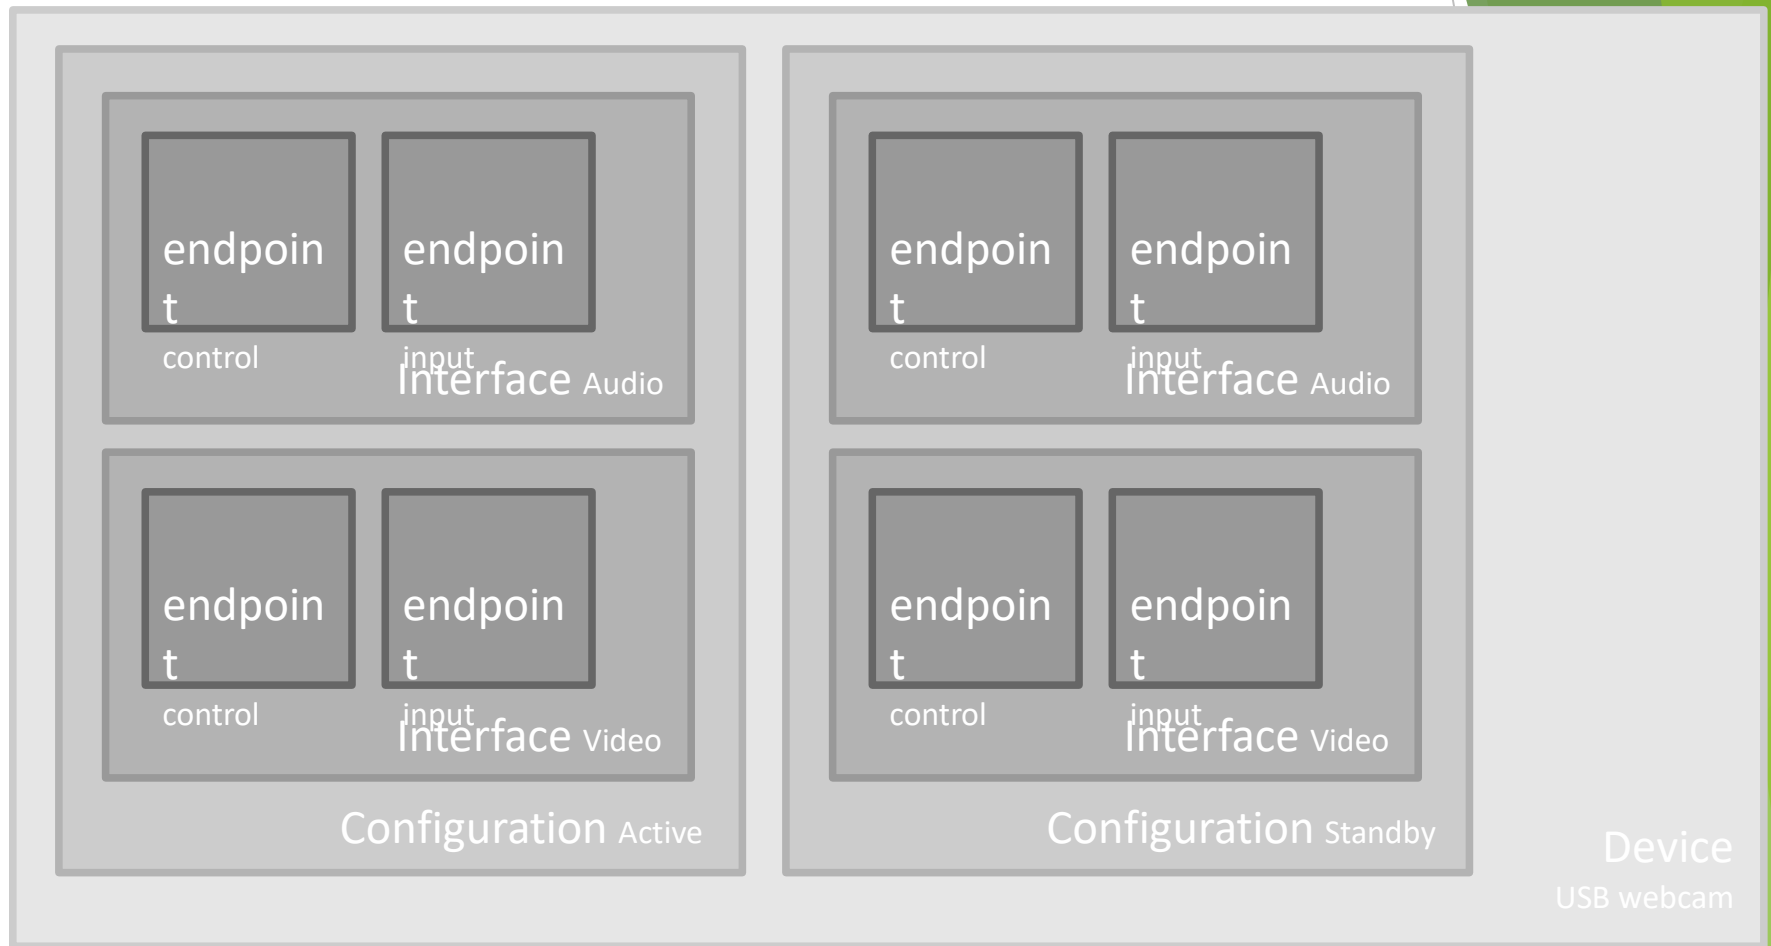 endpoin
t
control
endpoin
t
input
Interface Audio
endpoin
t
control
endpoin
t
input
Interface Video
Configuration Active
endpoin
t
control
endpoin
t
input
Interface Audio
endpoin
t
control
endpoin
t
input
Interface Video
Configuration Standby
Device
USB webcam